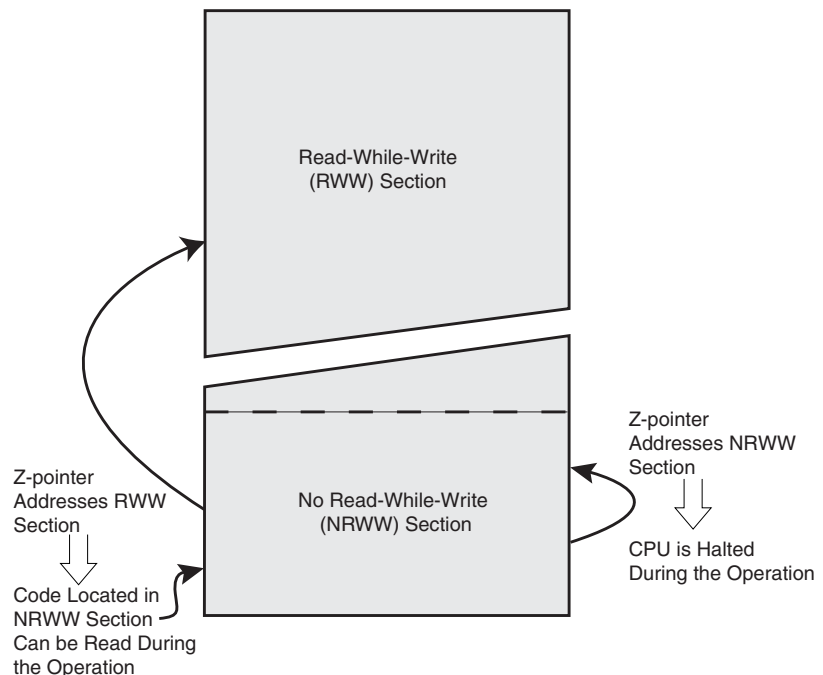 Read-While-Write
(RWW) Section
Z-pointer
Addresses NRWW
Section
Z-pointer
Addresses RWW
Section
No Read-While-Write
(NRWW) Section
CPU is Halted
During the Operation
Code Located in
NRWW Section
Can be Read During
the Operation